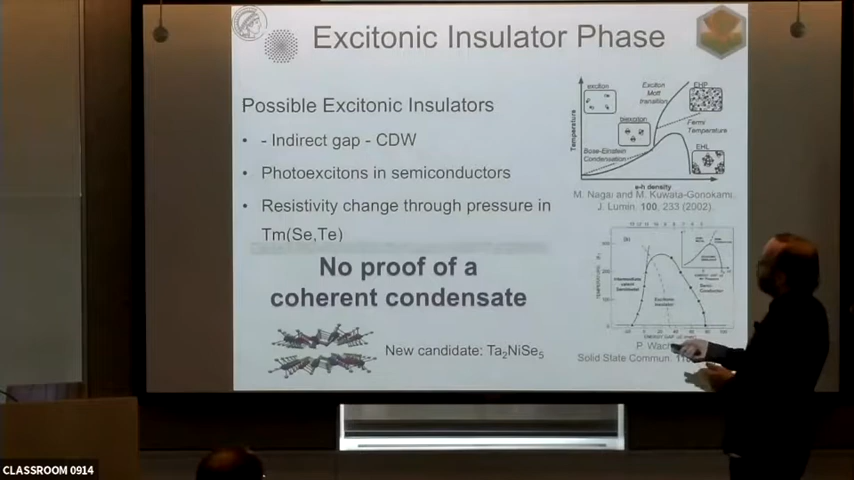 Excitonic Insulator Phase
Possible Excitonic Insulators
• - Indirect gap - CDW
• Photoexcitons in semiconductors
• Resistivity change through pressure in
Tm(Se,Te)
No proof of a
coherent condensate
New candidate: Ta₂NiSe₅
exciton
Exciton
Mott
transition
EHP
biexciton
Fermi
Temperature
Bose-Einstein
Condensation
EHL
Temperature
e-h density
M. Nagai and M. Kuwata-Gonokami,
J. Lumin. 100, 233 (2002).
P.
Solid State Commun.
CLASSROOM 0914